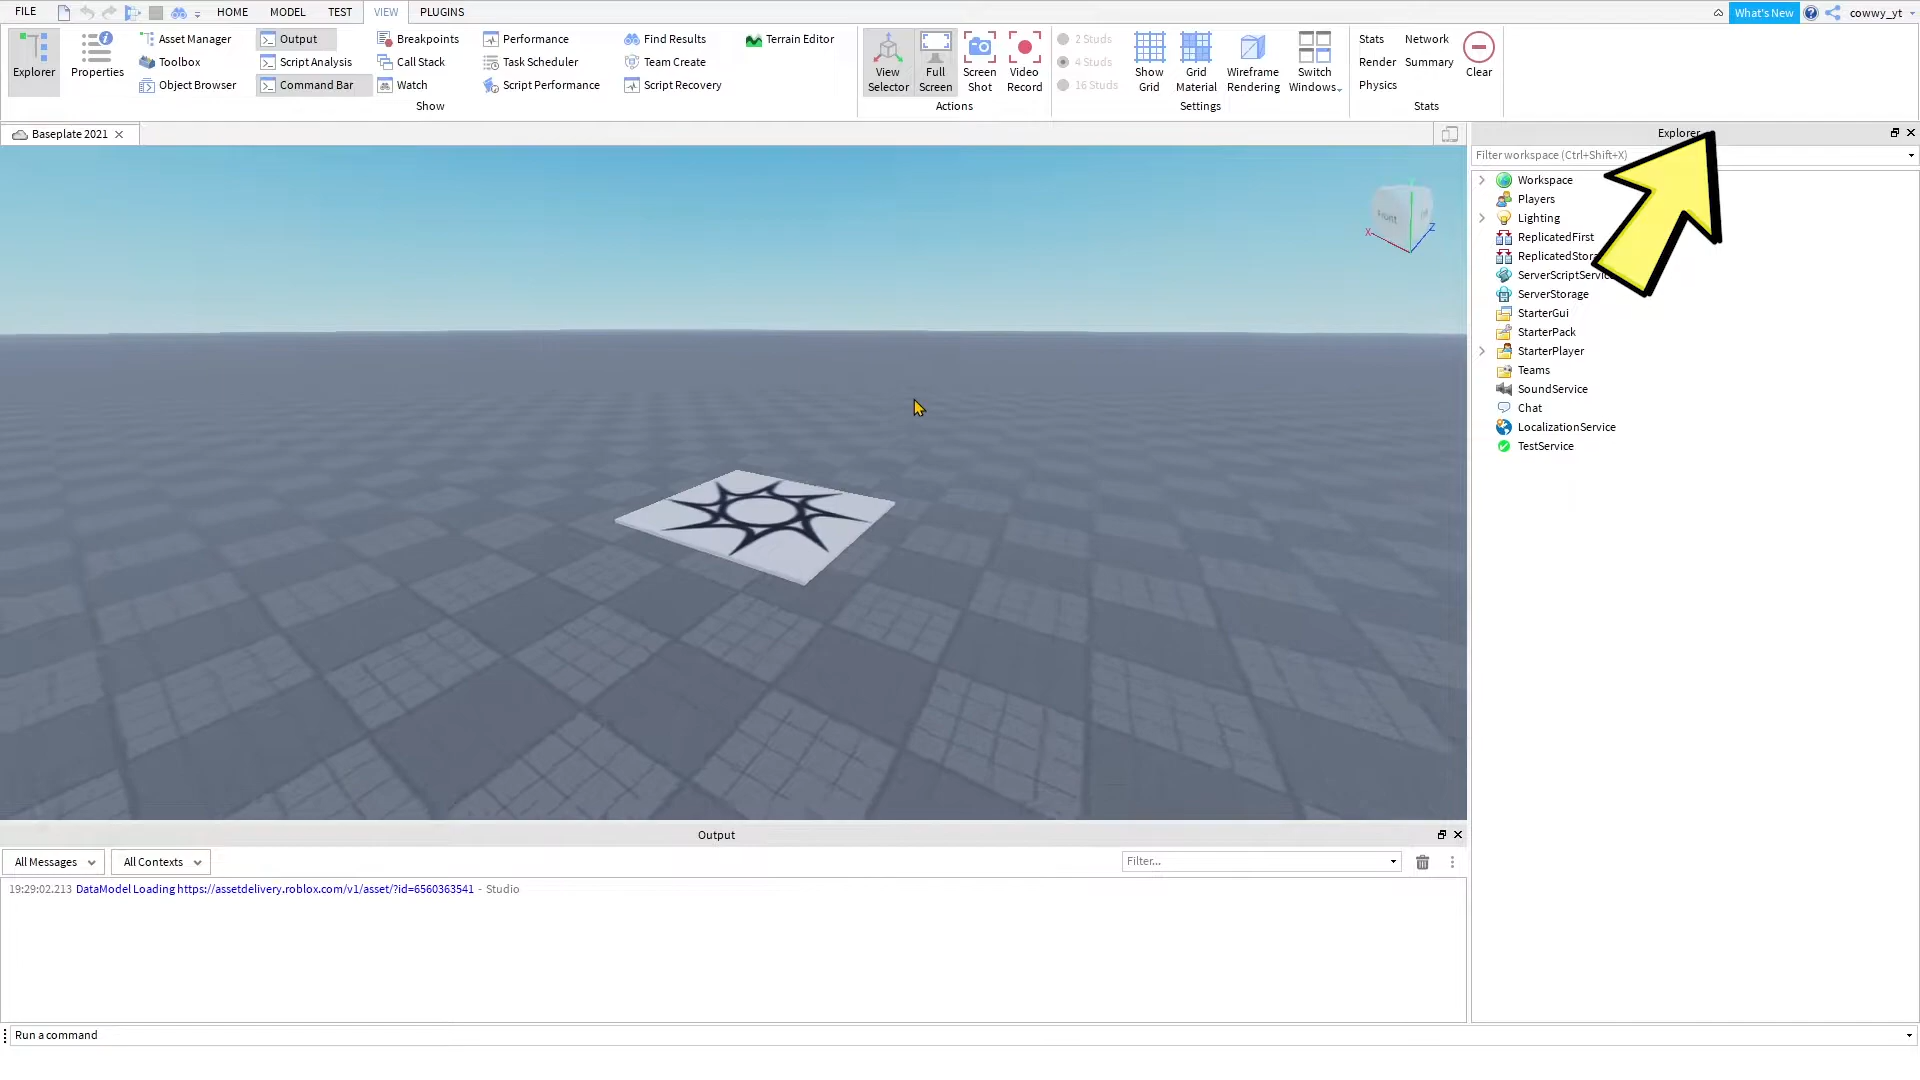 FILE HOME MODEL TEST VIEW PLUGINS What's New cowwy_yt
Explorer
Properties
Asset Manager
Toolbox
Object Browser
Output
Script Analysis
Command Bar
Breakpoints
Call Stack
Watch
Performance
Task Scheduler
Script Performance
Find Results
Team Create
Script Recovery
Terrain Editor
Show
View
Selector
Full
Screen
Screen
Shot
Video
Record
Actions
2 Studs
4 Studs
16 Studs
Show
Grid
Grid
Material
Wireframe
Rendering
Switch
Windows
Settings
Stats
Render
Physics
Network
Summary
Clear
Stats
Baseplate 2021
Front
X
Z
Explorer
Filter workspace (Ctrl+Shift+X)
Workspace
Players
Lighting
ReplicatedFirst
ReplicatedStora
ServerScriptServic
ServerStorage
StarterGui
StarterPack
StarterPlayer
Teams
SoundService
Chat
LocalizationService
TestService
Output
All Messages All Contexts Filter...
19:29:02.213 DataModel Loading https://assetdelivery.roblox.com/v1/asset/?id=6560363541 - Studio
Run a command